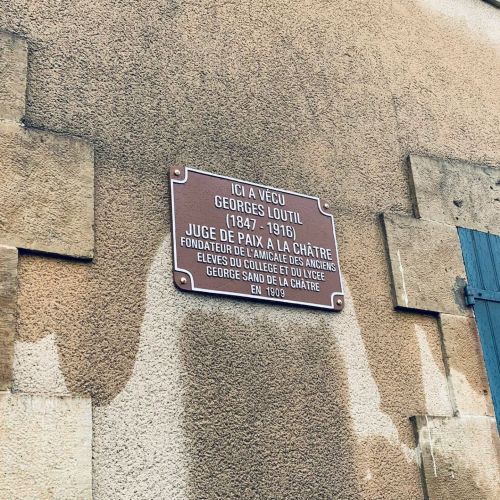 ICI A VÉCU
GEORGES LOUTIL
(1847 - 1916)
JUGE DE PAIX A LA CHÂTRE
FONDATEUR DE L'AMICALE DES ANCIENS
ELEVES DU COLLEGE ET DU LYCEE
GEORGE SAND DE LA CHÂTRE
EN 1909